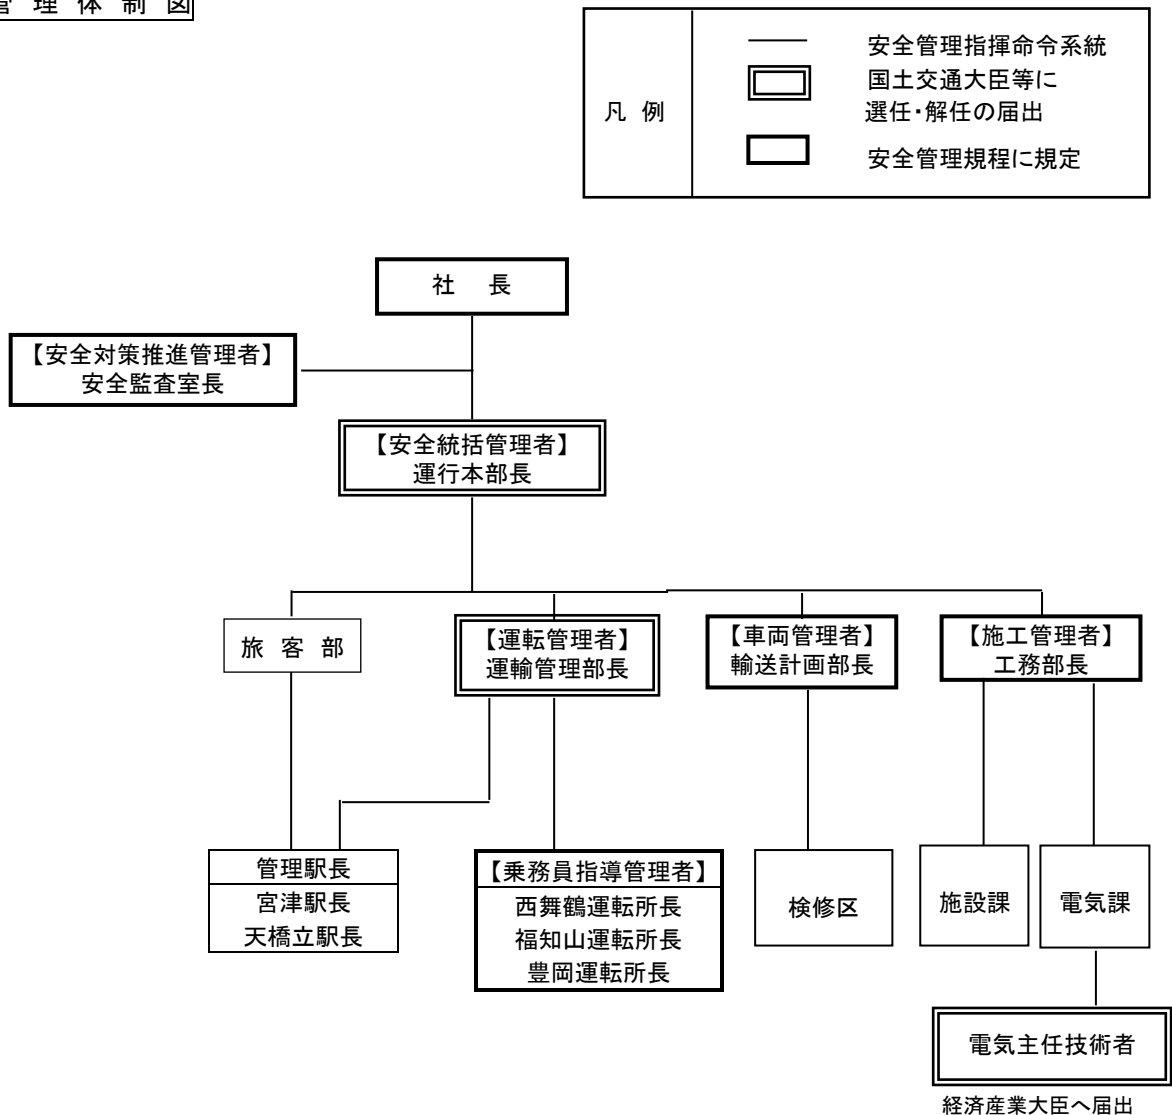 管 理 体 制 図
凡 例
安全管理指揮命令系統
国土交通大臣等に
選任・解任の届出
安全管理規程に規定
社 長
【安全対策推進管理者】
安全監査室長
【安全統括管理者】
運行本部長
旅 客 部
【運転管理者】
運輸管理部長
【車両管理者】
輸送計画部長
【施工管理者】
工務部長
管理駅長
宮津駅長
天橋立駅長
【乗務員指導管理者】
西舞鶴運転所長
福知山運転所長
豊岡運転所長
検修区
施設課
電気課
電気主任技術者
経済産業大臣へ届出